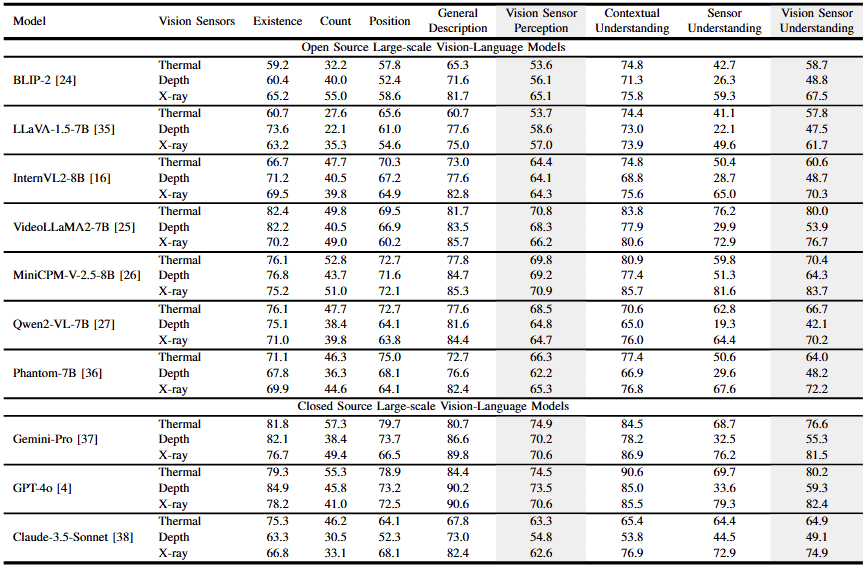 Model Vision Sensors Existence Count Position General Description Vision Sensor Perception Contextual Understanding Sensor Understanding Vision Sensor Understanding
Open Source Large-scale Vision-Language Models
Thermal 59.2 32.2 57.8 65.3 53.6 74.8 42.7 58.7
BLIP-2 [24] Depth 60.4 40.0 52.4 71.6 56.1 71.3 26.3 48.8
X-ray 65.2 55.0 58.6 81.7 65.1 75.8 59.3 67.5
Thermal 60.7 27.6 65.6 60.7 53.7 74.4 41.1 57.8
LLaVA-1.5-7B [35] Depth 73.6 22.1 61.0 77.6 58.6 73.0 22.1 47.5
X-ray 63.2 35.3 54.6 75.0 57.0 73.9 49.6 61.7
Thermal 66.7 47.7 70.3 73.0 64.4 74.8 50.4 60.6
InternVL2-8B [16] Depth 71.2 40.5 67.2 77.6 64.1 68.8 28.7 48.7
X-ray 69.5 39.8 64.9 82.8 64.3 75.6 65.0 70.3
Thermal 82.4 49.8 69.5 81.7 70.8 83.8 76.2 80.0
VideoLLaMA2-7B [25] Depth 82.2 40.5 66.9 83.5 68.3 77.9 29.9 53.9
X-ray 70.2 49.0 60.2 85.7 66.2 80.6 72.9 76.7
Thermal 76.1 52.8 72.7 77.8 69.8 80.9 59.8 70.4
MiniCPM-V-2.5-8B [26] Depth 76.8 43.7 71.6 84.7 69.2 77.4 51.3 64.3
X-ray 75.2 51.0 72.1 85.3 70.9 85.7 81.6 83.7
Thermal 76.1 47.7 72.7 77.6 68.5 70.6 62.8 66.7
Qwen2-VL-7B [27] Depth 75.1 38.4 64.1 81.6 64.8 65.0 19.3 42.1
X-ray 71.0 39.8 63.8 84.4 64.7 76.0 64.4 70.2
Thermal 71.1 46.3 75.0 72.7 66.3 77.4 50.6 64.0
Phantom-7B [36] Depth 67.8 36.3 68.1 76.6 62.2 66.9 29.6 48.2
X-ray 69.9 44.6 64.1 82.4 65.3 76.8 67.6 72.2
Closed Source Large-scale Vision-Language Models
Thermal 81.8 57.3 79.7 80.7 74.9 84.5 68.7 76.6
Gemini-Pro [37] Depth 82.1 38.4 73.7 86.6 70.2 78.2 32.5 55.3
X-ray 76.7 49.4 66.5 89.8 70.6 86.9 76.2 81.5
Thermal 79.3 55.3 78.9 84.4 74.5 90.6 69.7 80.2
GPT-4o [4] Depth 84.9 45.8 73.2 90.2 73.5 85.0 33.6 59.3
X-ray 78.2 41.0 72.5 90.6 70.6 85.5 79.3 82.4
Thermal 75.3 46.2 64.1 67.8 63.3 65.4 64.4 64.9
Claude-3.5-Sonnet [38] Depth 63.3 30.5 52.3 73.0 54.8 53.8 44.5 49.1
X-ray 66.8 33.1 68.1 82.4 62.6 76.9 72.9 74.9